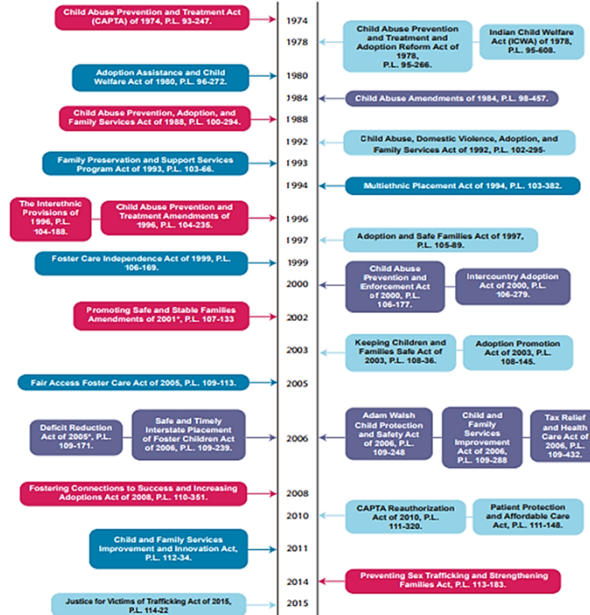 Child Abuse Prevention and Treatment Act
(CAPTA) of 1974, P.L. 93-247.
1974
1978
Child Abuse Prevention
and Treatment and
Adoption Reform Act of
1978,
P.L. 95-266.
Indian Child Welfare
Act (ICWA) of 1978,
P.L. 95-608.
Adoption Assistance and Child
Welfare Act of 1980, P.L. 96-272.
1980
1984
Child Abuse Amendments of 1984, P.L. 98-457.
Child Abuse Prevention, Adoption, and
Family Services Act of 1988, P.L. 100-294.
1988
1992
Child Abuse, Domestic Violence, Adoption, and
Family Services Act of 1992, P.L. 102-295-
Family Preservation and Support Services
Program Act of 1993, P.L. 103-66.
1993
1994
Multiethnic Placement Act of 1994, P.L. 103-382.
The Interethnic
Provisions of
1996, P.L.
104-188.
Child Abuse Prevention and
Treatment Amendments of
1996, P.L. 104-235.
1996
1997
Adoption and Safe Families Act of 1997,
P.L. 105-89.
Foster Care Independence Act of 1999, P.L.
106-169.
1999
2000
Child Abuse
Prevention and
Enforcement Act
of 2000, P.L.
106-177.
Intercountry Adoption
Act of 2000, P.L.
106-279.
Promoting Safe and Stable Families
Amendments of 2001*, P.L. 107-133
2002
2003
Keeping Children and
Families Safe Act of
2003, P.L. 108-36.
Adoption Promotion
Act of 2003, P.L.
108-145.
Fair Access Foster Care Act of 2005, P.L. 109-113.
2005
Deficit Reduction
Act of 2005*, P.L.
109-171.
Safe and Timely
Interstate Placement
of Foster Children Act
of 2006, P.L. 109-239.
2006
Adam Walsh
Child Protection
and Safety Act of
2006, P.L.
109-248
Child and
Family
Services
Improvement
Act of 2006,
P.L. 109-288
Tax Relief
and Health
Care Act of
2006, P.L.
109-432.
Fostering Connections to Success and Increasing
Adoptions Act of 2008, P.L. 110-351.
2008
2010
CAPTA Reauthorization
Act of 2010, P.L.
111-320.
Patient Protection
and Affordable Care
Act, P.L. 111-148.
Child and Family Services
Improvement and Innovation Act,
P.L. 112-34.
2011
2014
Preventing Sex Trafficking and Strengthening
Families Act, P.L. 113-183.
Justice for Victims of Trafficking Act of 2015,
P.L. 114-22
2015